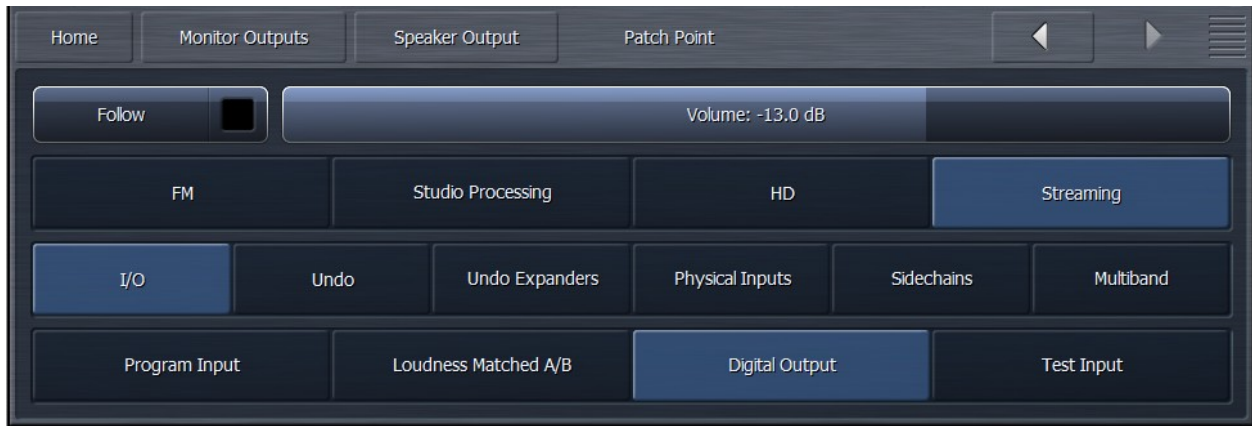 Home Monitor Outputs Speaker Output Patch Point
Follow Volume: -13.0 dB
FM Studio Processing HD Streaming
I/O Undo Undo Expanders Physical Inputs Sidechains Multiband
Program Input Loudness Matched A/B Digital Output Test Input